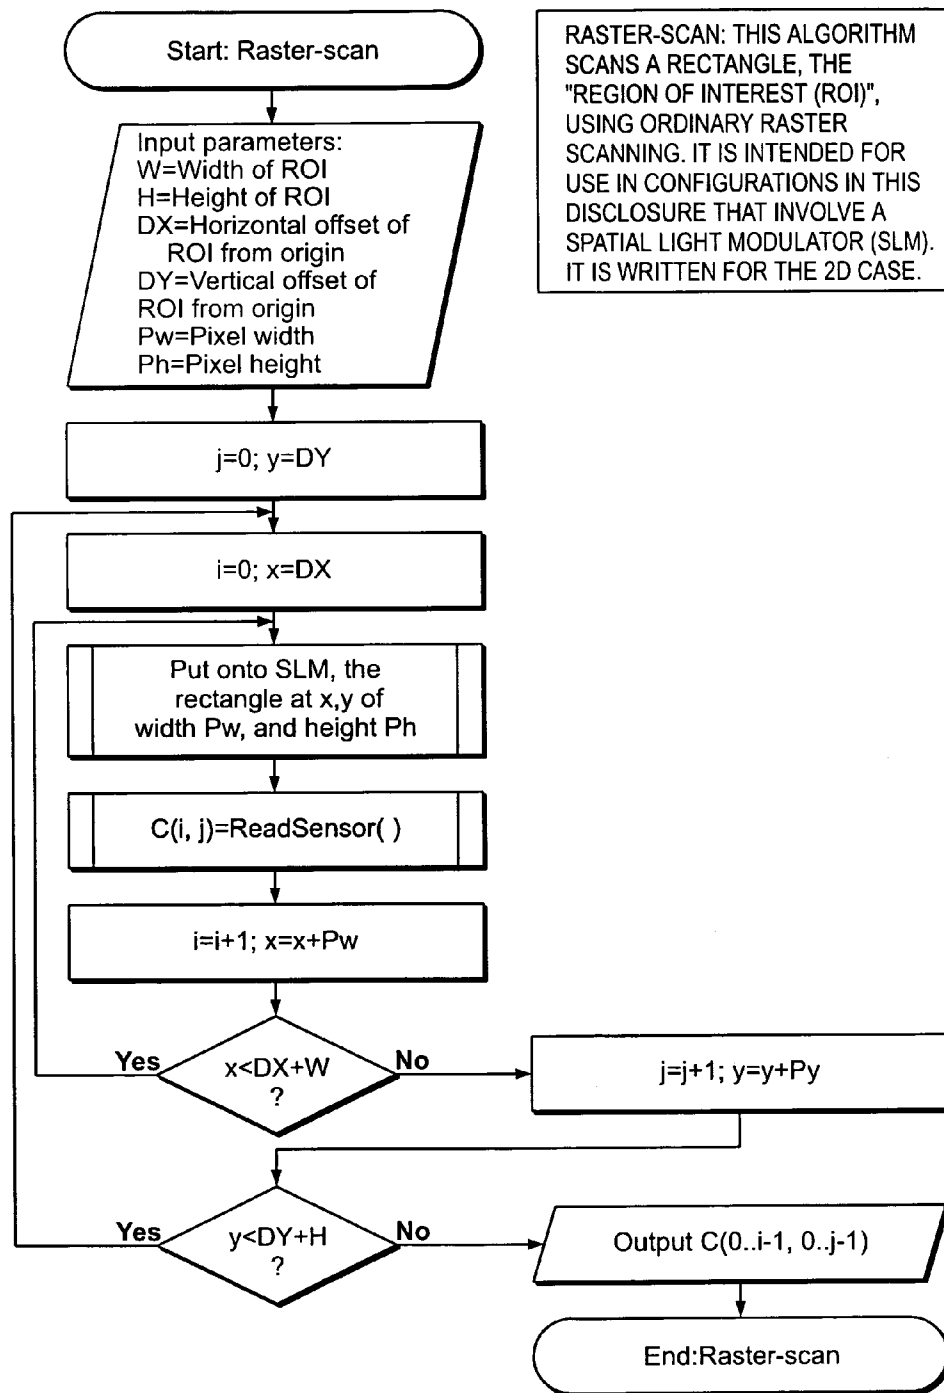 Start: Raster-scan
RASTER-SCAN: THIS ALGORITHM
SCANS A RECTANGLE, THE
"REGION OF INTEREST (ROI)",
USING ORDINARY RASTER
SCANNING. IT IS INTENDED FOR
USE IN CONFIGURATIONS IN THIS
DISCLOSURE THAT INVOLVE A
SPATIAL LIGHT MODULATOR (SLM).
IT IS WRITTEN FOR THE 2D CASE.
Input parameters:
W=Width of ROI
H=Height of ROI
DX=Horizontal offset of
ROI from origin
DY=Vertical offset of
ROI from origin
Pw=Pixel width
Ph=Pixel height
j=0; y=DY
i=0; x=DX
Put onto SLM, the
rectangle at x,y of
width Pw, and height Ph
C(i, j)=ReadSensor( )
i=i+1; x=x+Pw
Yes
x<DX+W
?
No
j=j+1; y=y+Py
Yes
y<DY+H
?
No
Output C(0..i-1, 0..j-1)
End:Raster-scan